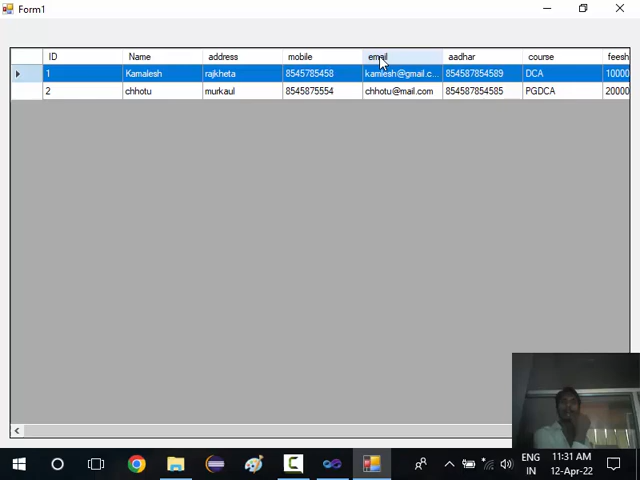 Form1
ID Name address mobile email aadhar course feesh
1 Kamalesh rajkheta 8545785458 kamlesh@gmail.c... 854587854589 DCA 10000
2 chhotu murkaul 8545875554 chhotu@mail.com 854587854585 PGDCA 20000
ENG 11:31 AM
IN 12-Apr-22